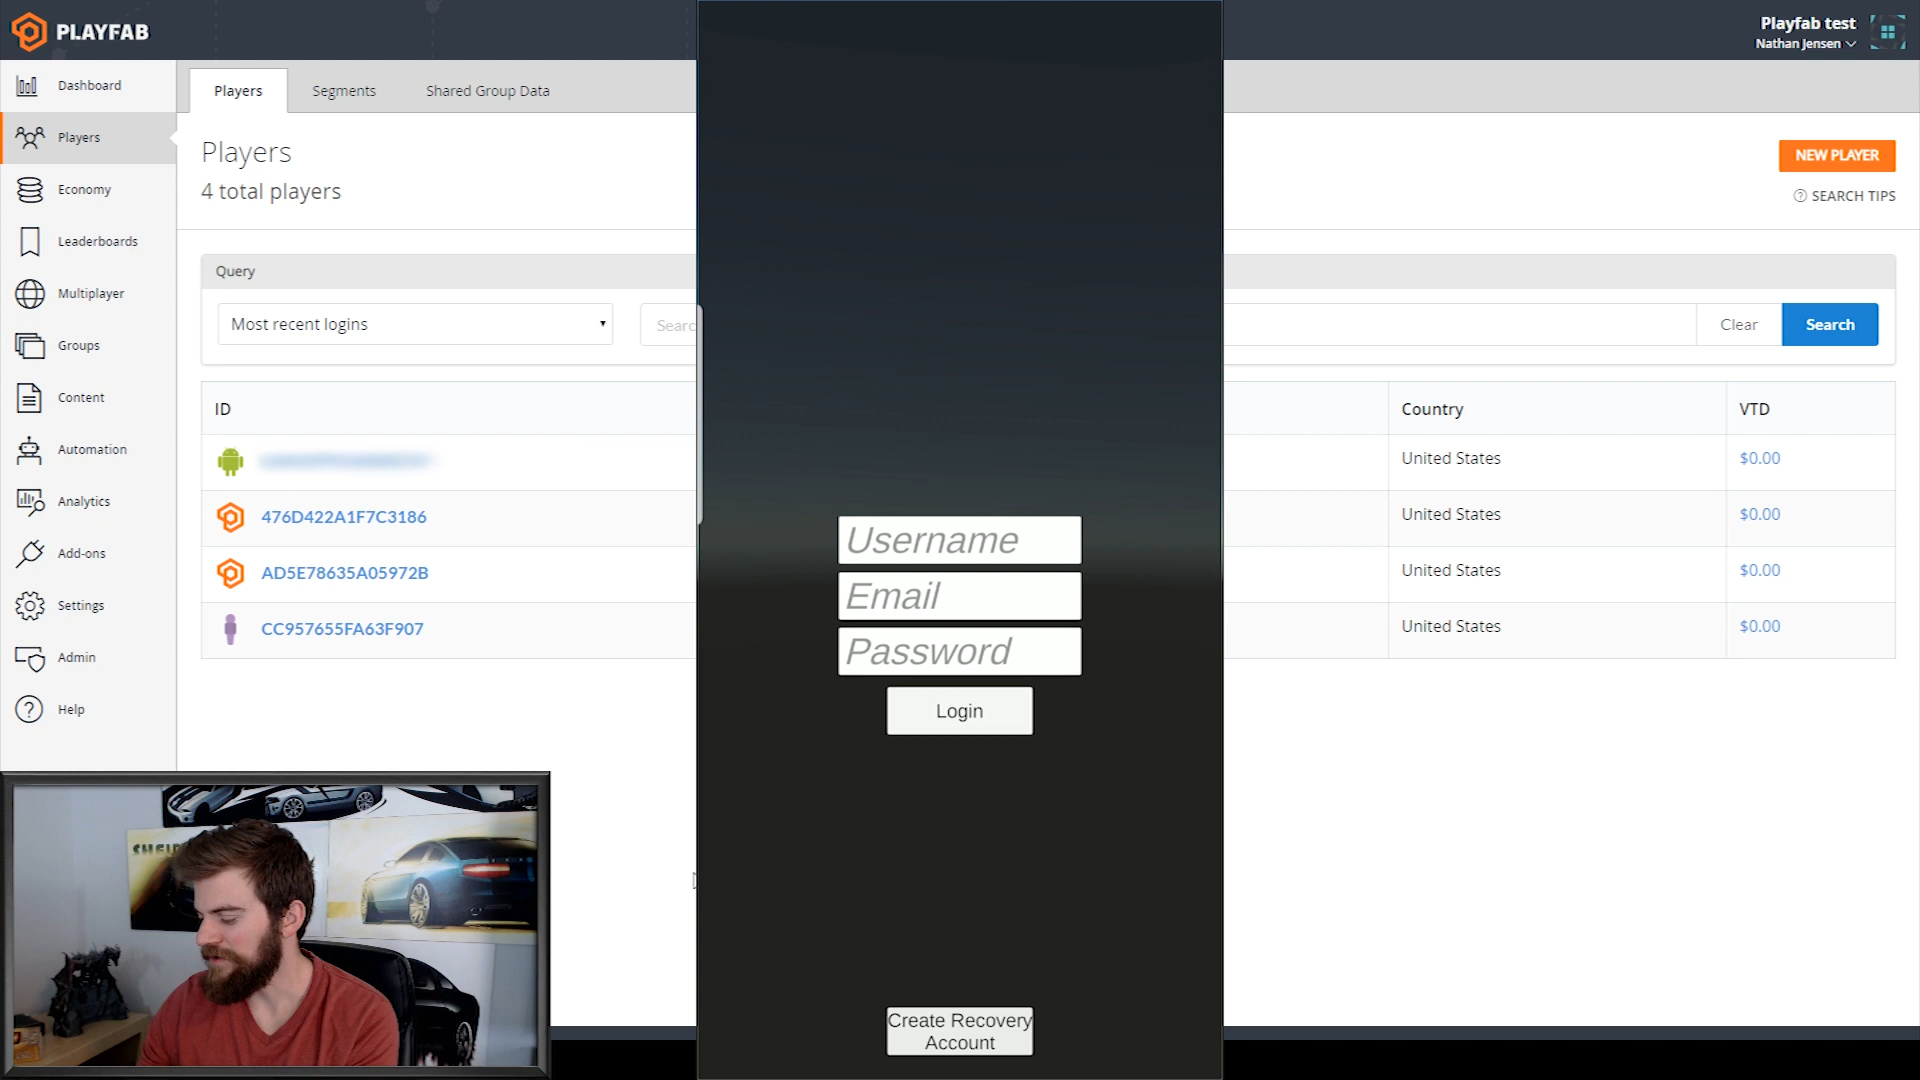 PLAYFAB
Playfab test
Nathan Jensen
Dashboard
Players
Economy
Leaderboards
Multiplayer
Groups
Content
Automation
Analytics
Add-ons
Settings
Admin
Help
Players
Segments
Shared Group Data
Players
4 total players
NEW PLAYER
SEARCH TIPS
Query
Most recent logins
Searc
Clear
Search
ID
Country
VTD
United States
$0.00
476D422A1F7C3186
United States
$0.00
AD5E78635A05972B
United States
$0.00
CC957655FA63F907
United States
$0.00
Username
Email
Password
Login
Create Recovery
Account